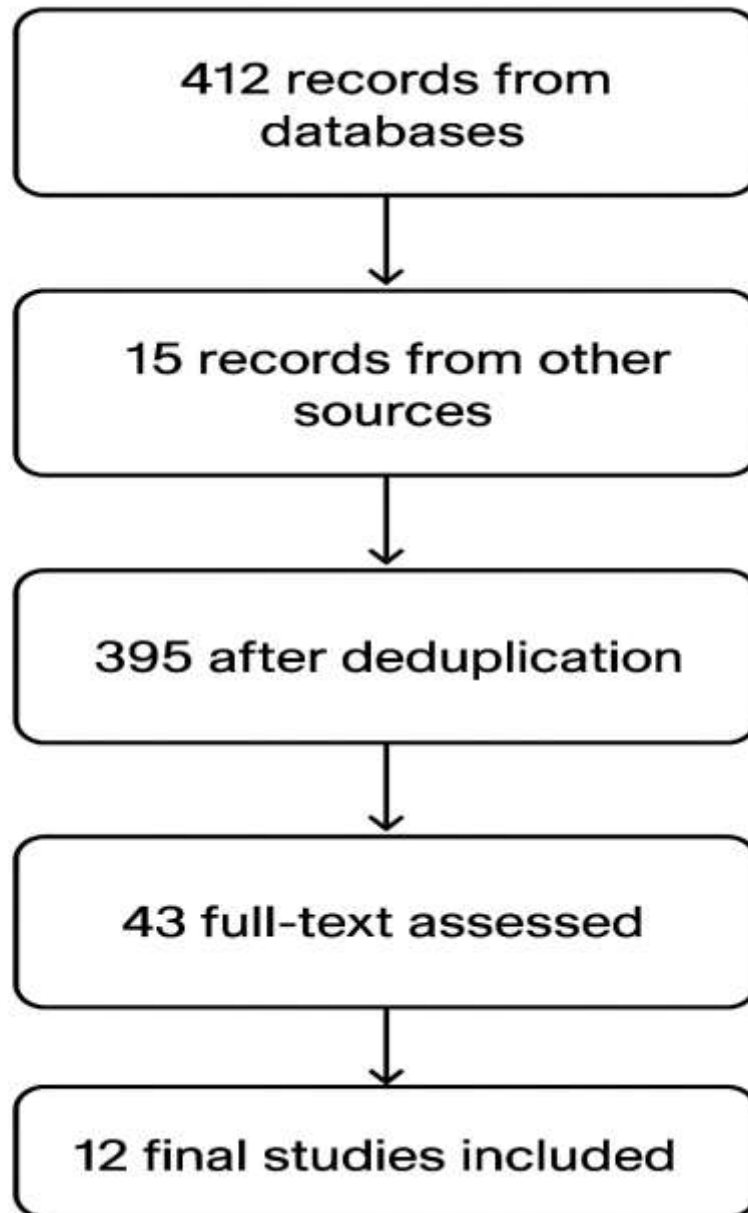 412 records from
databases
15 records from other
sources
395 after deduplication
43 full-text assessed
12 final studies included